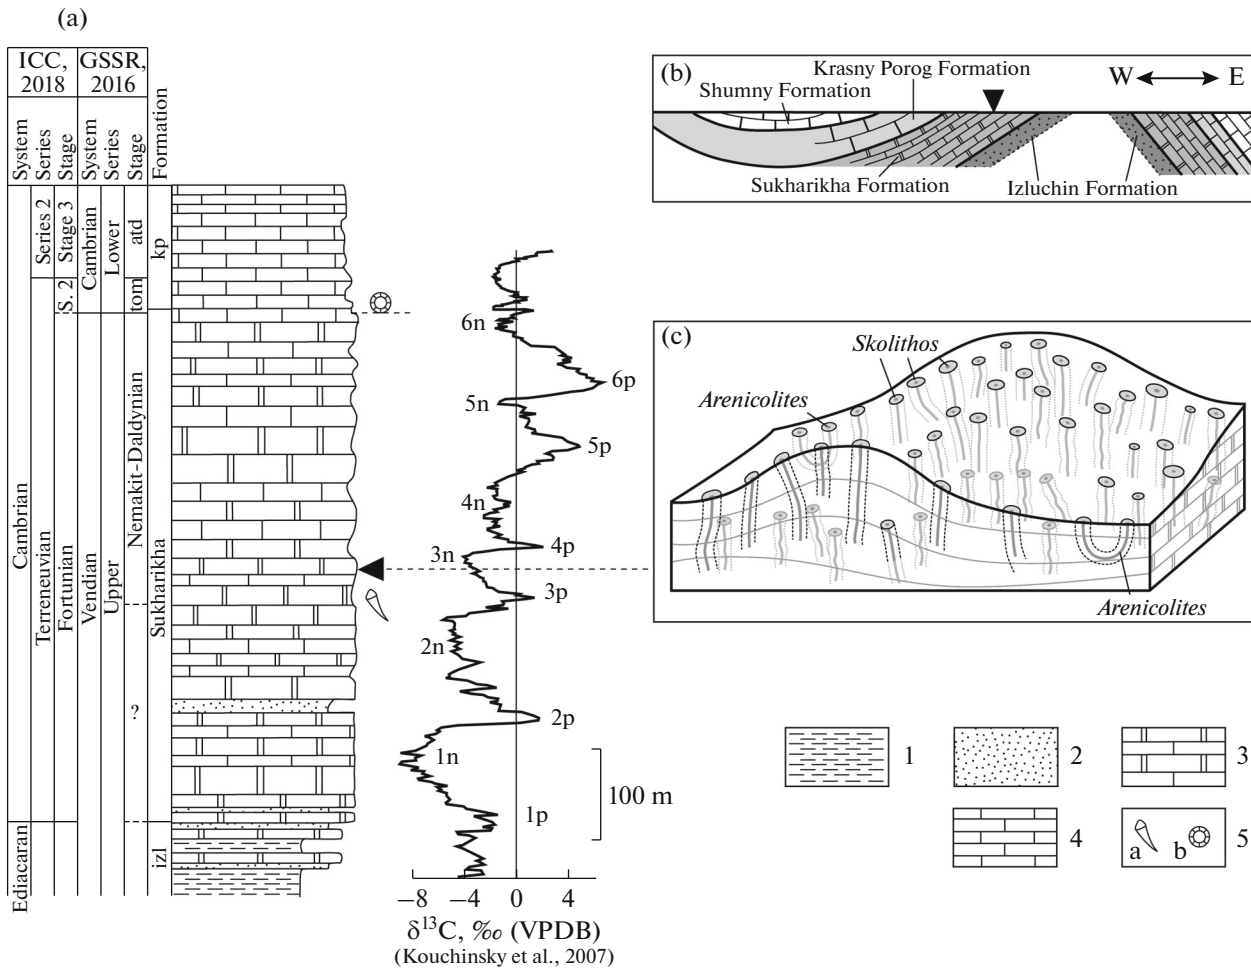 (a)
ICC, 2018
GSSR, 2016
System
Series
Stage
System
Series
Stage
Formation
Cambrian
Ediacaran
Terreneuvian
Series 2
Fortunian
S. 2
Stage 3
Vendian
Cambrian
Upper
Lower
?
Nemakit-Daldynian
tom
atd
izl
Sukharikha
kp
6n
6p
5n
5p
4n
4p
3n
3p
2n
2p
1n
1p
100 m
−8 −4 0 4
δ13C, ‰ (VPDB)
(Kouchinsky et al., 2007)
(b)
Krasny Porog Formation
Shumny Formation
W E
Sukharikha Formation
Izluchin Formation
(c)
Skolithos
Arenicolites
Arenicolites
1
2
3
4
a b 5